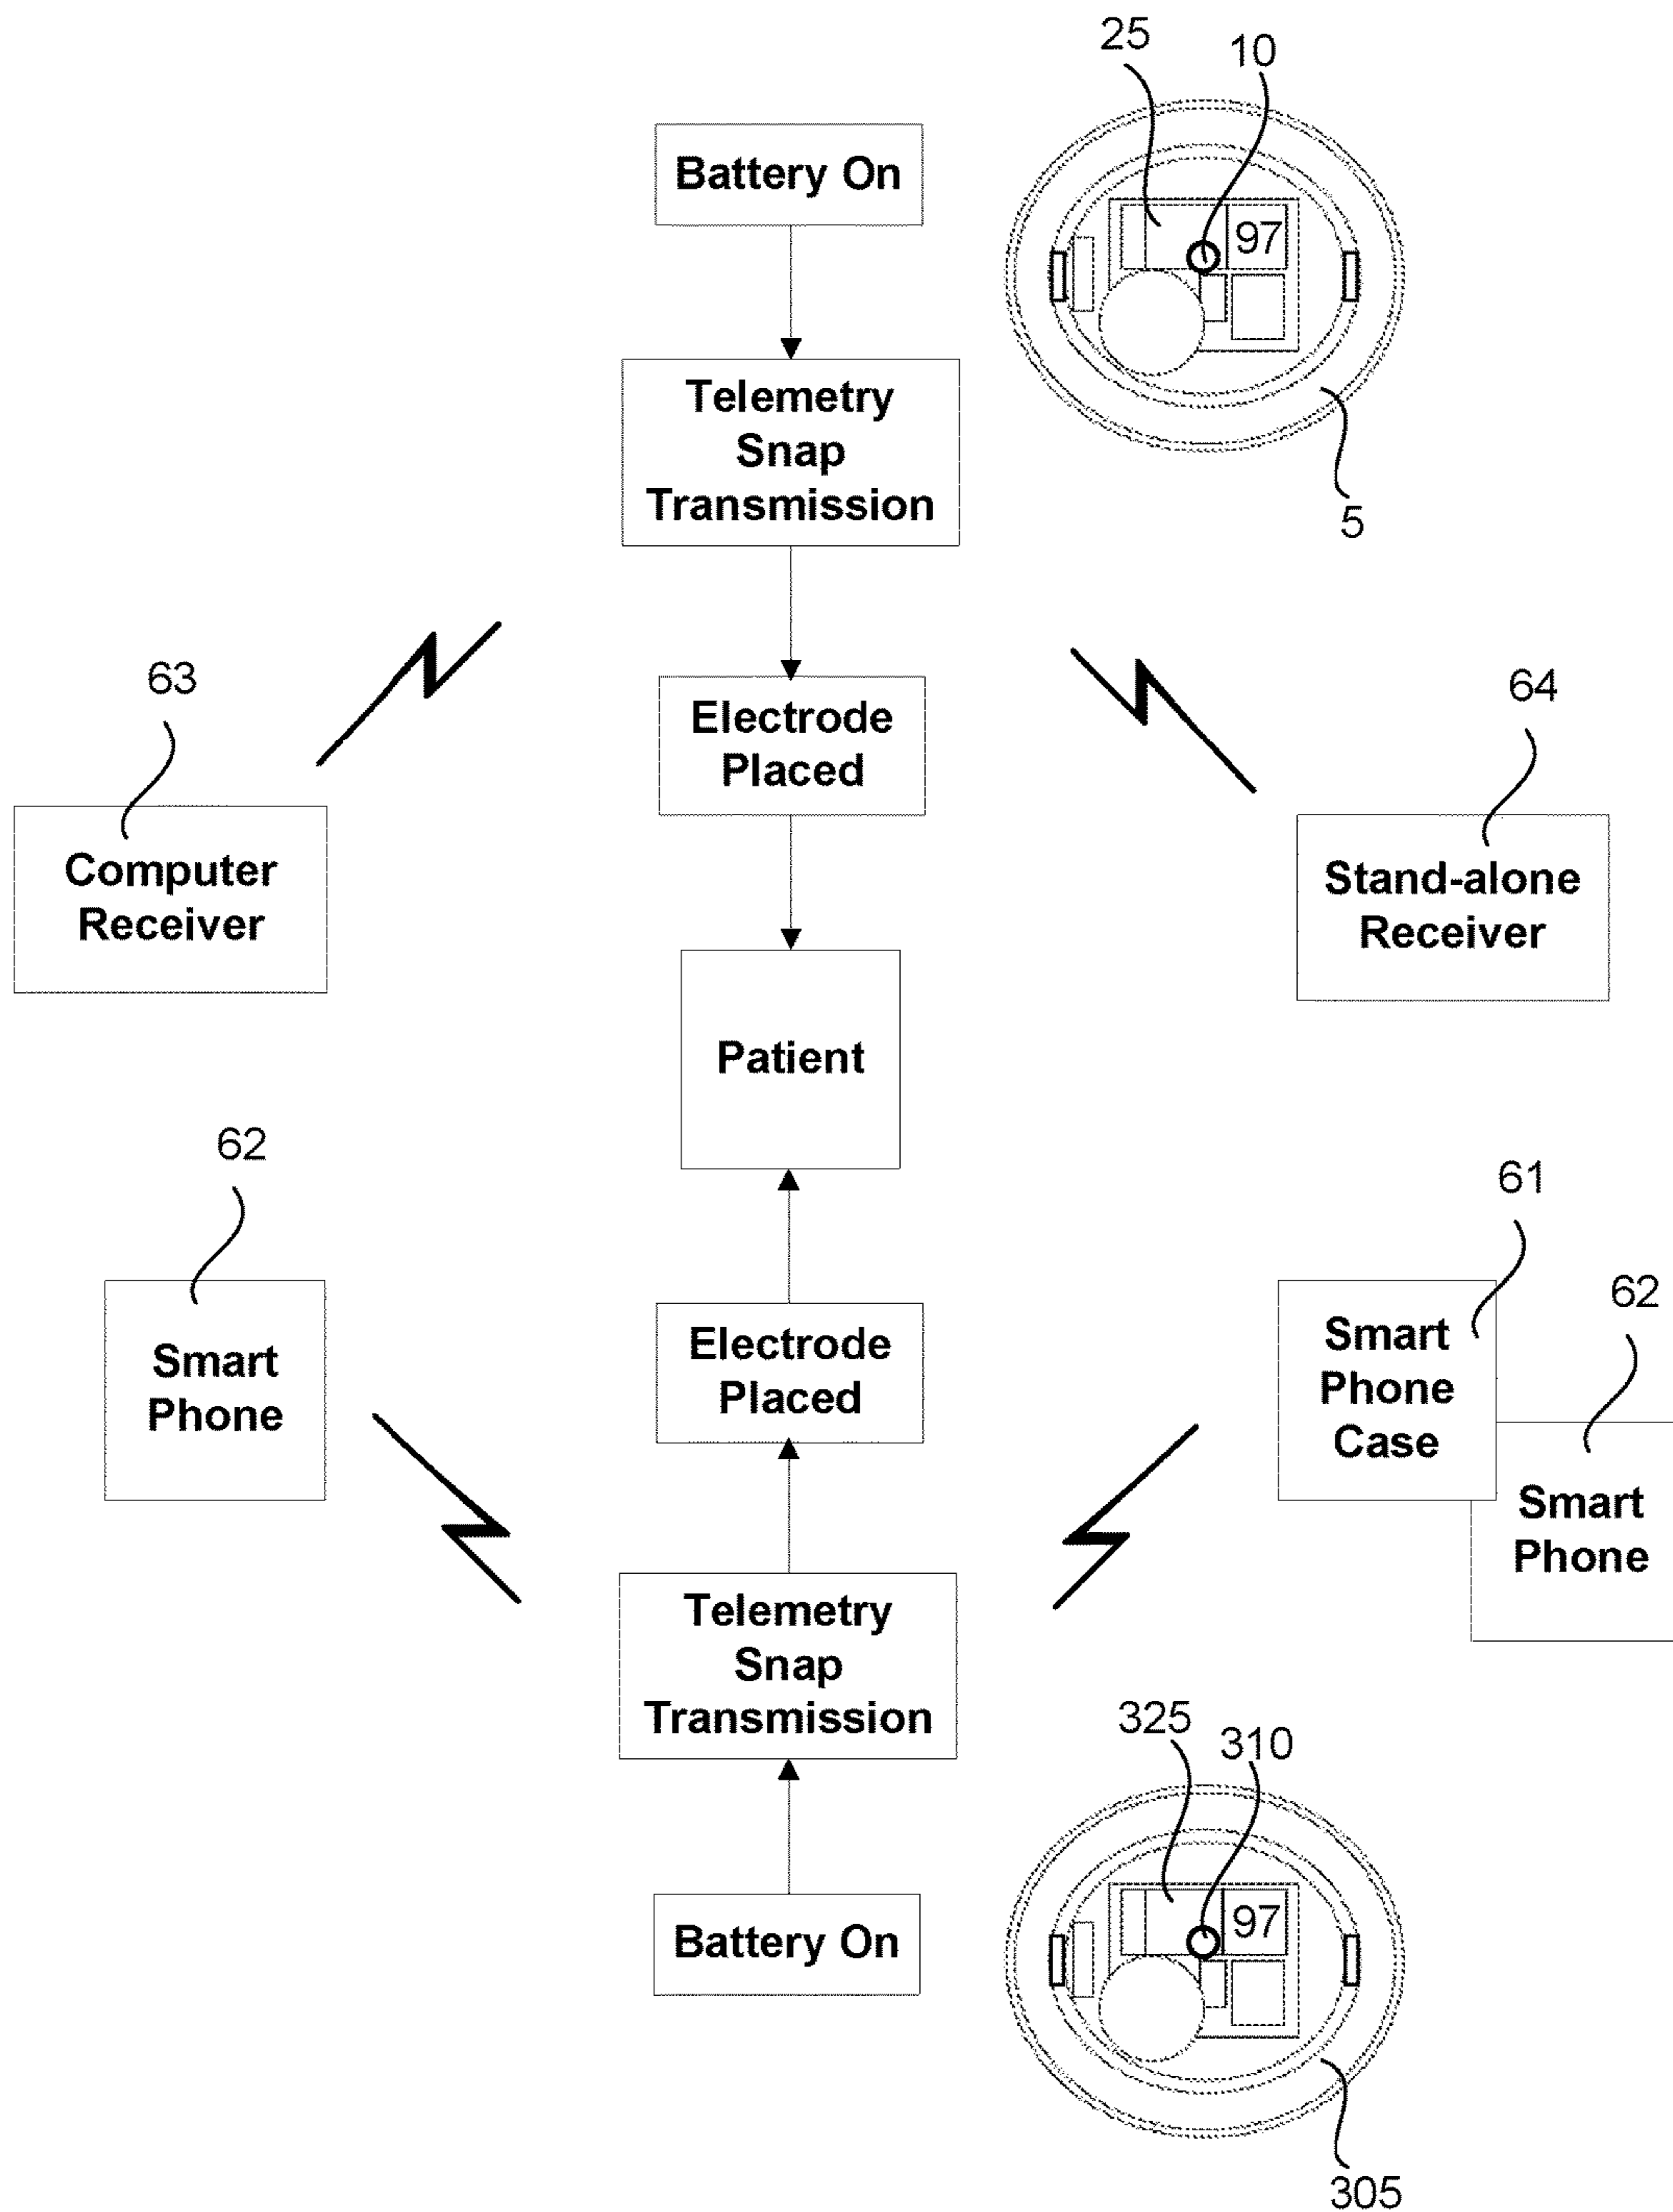 25
10
Battery On
97
Telemetry
Snap
Transmission
5
63
64
Electrode
Placed
Computer
Receiver
Stand-alone
Receiver
Patient
62
61
62
Smart
Phone
Electrode
Placed
Smart
Phone
Case
Smart
Phone
Telemetry
Snap
Transmission
325
310
Battery On
97
305